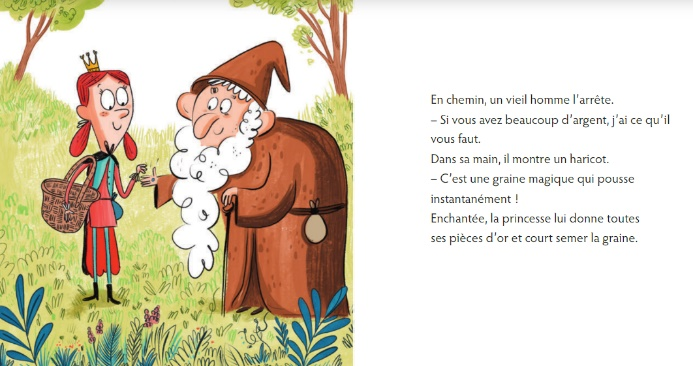 En chemin, un vieil homme l'arrête.
– Si vous avez beaucoup d'argent, j'ai ce qu'il
vous faut.
Dans sa main, il montre un haricot.
– C'est une graine magique qui pousse
instantanément !
Enchantée, la princesse lui donne toutes
ses pièces d'or et court semer la graine.